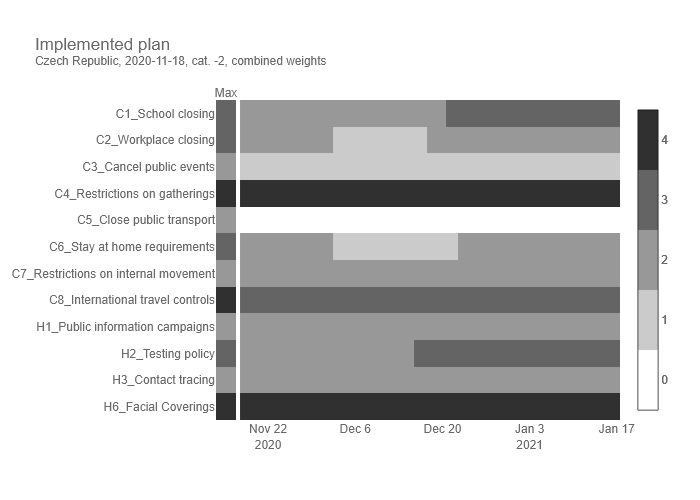 Implemented plan
Czech Republic, 2020-11-18, cat. -2, combined weights
Max
C1_School closing
C2_Workplace closing
C3_Cancel public events
C4_Restrictions on gatherings
C5_Close public transport
C6_Stay at home requirements
C7_Restrictions on internal movement
C8_International travel controls
H1_Public information campaigns
H2_Testing policy
H3_Contact tracing
H6_Facial Coverings
4
3
2
1
0
Nov 22 Dec 6 Dec 20 Jan 3 Jan 17
2020 2021